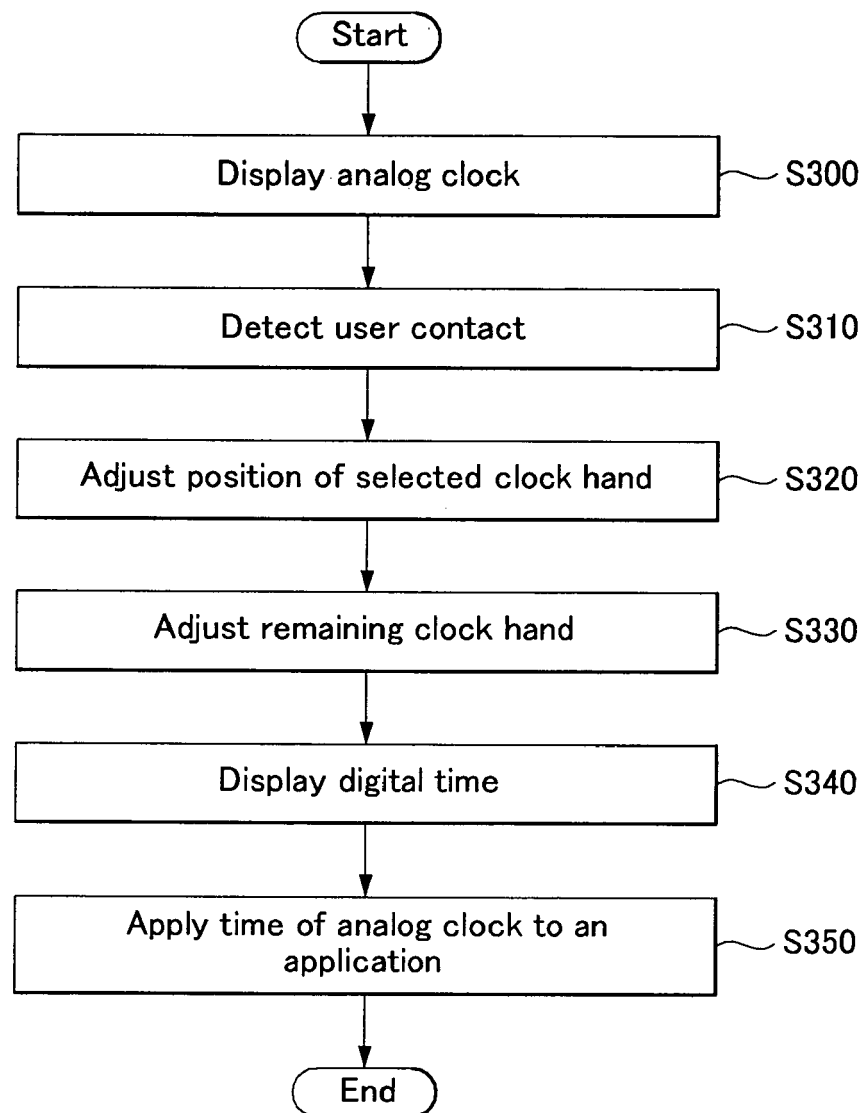 Start
Display analog clock
S300
Detect user contact
S310
Adjust position of selected clock hand
S320
Adjust remaining clock hand
S330
Display digital time
S340
Apply time of analog clock to an
application
S350
End